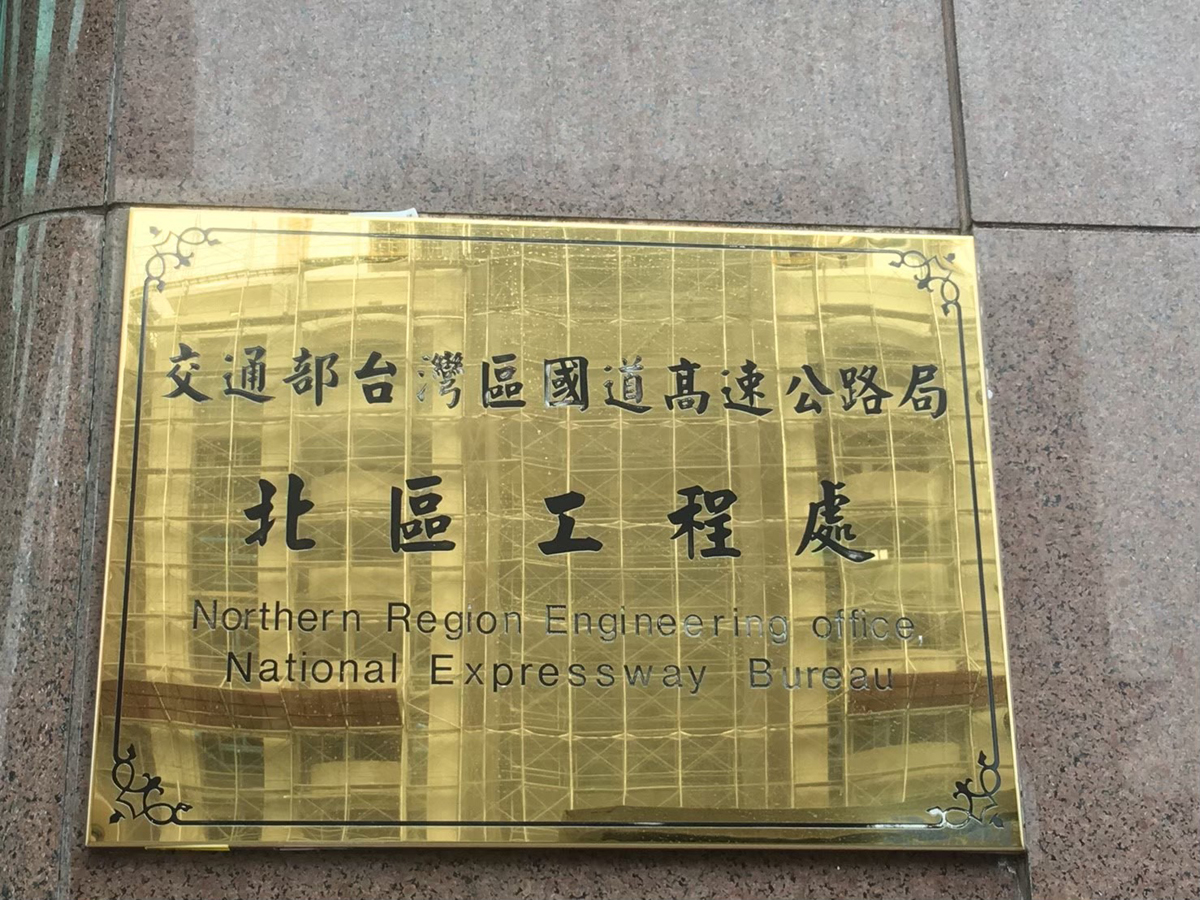 交通部台灣區國道高速公路局
北區工程處
Northern Region Engineering office,
National Expressway Bureau